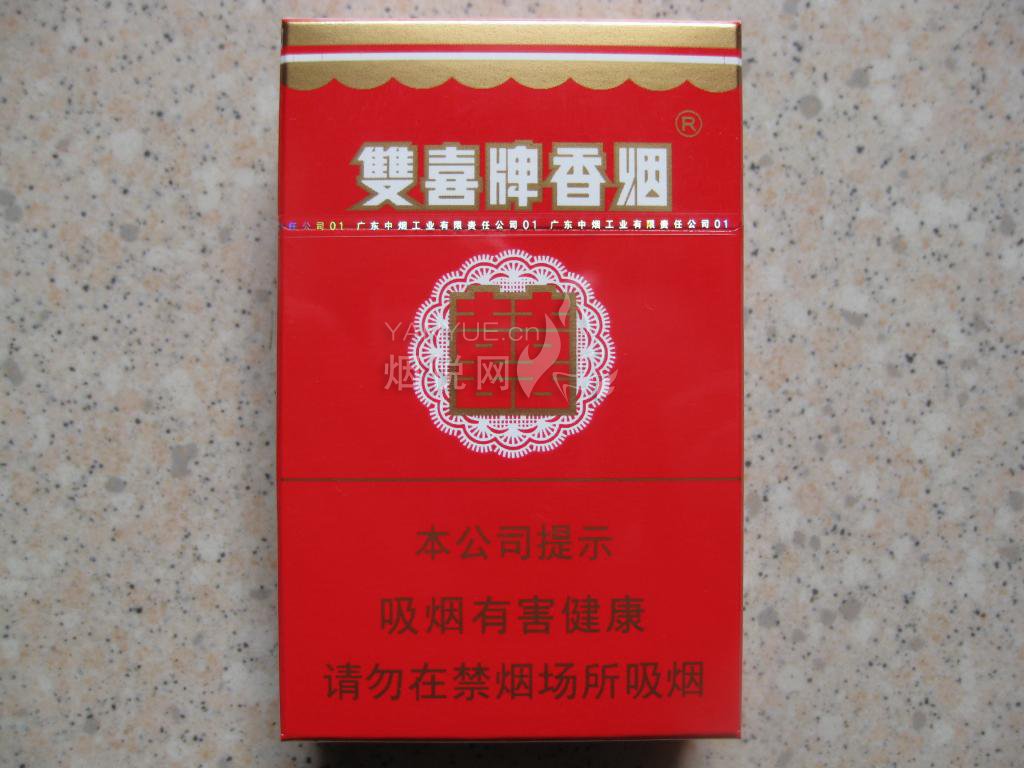 ®
雙喜牌香烟
任公司01 广东中烟工业有限责任公司01 广东中烟工业有限责任公司01
囍
YANYUE.cn
烟悦网
本公司提示
吸烟有害健康
请勿在禁烟场所吸烟